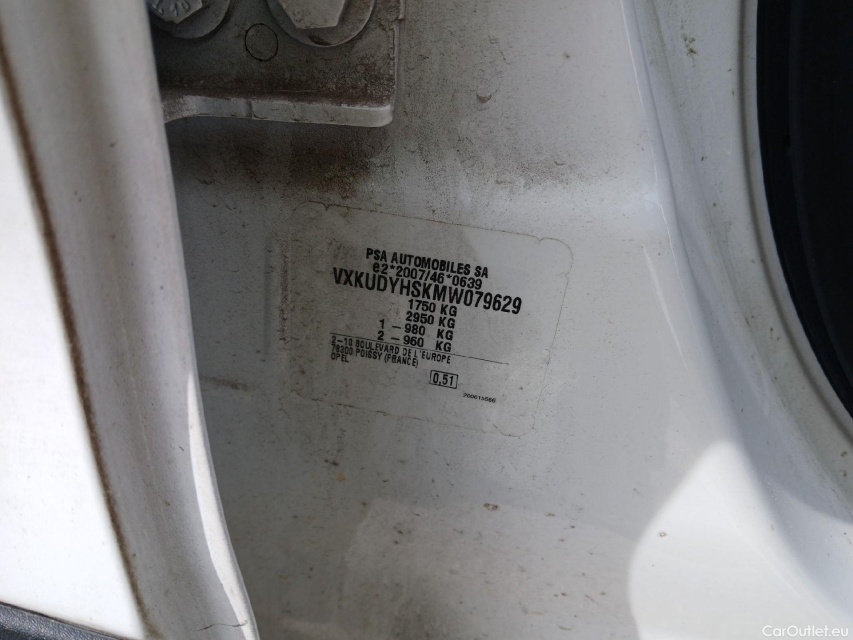 PSA AUTOMOBILES SA
e2*2007/46*0639
VXKUDYHSKMW079629
1750 KG
2950 KG
1 - 980 KG
2 - 960 KG
2-10 BOULEVARD DE L'EUROPE
78300 POISSY (FRANCE)
OPEL
0,51
CarOutlet.eu